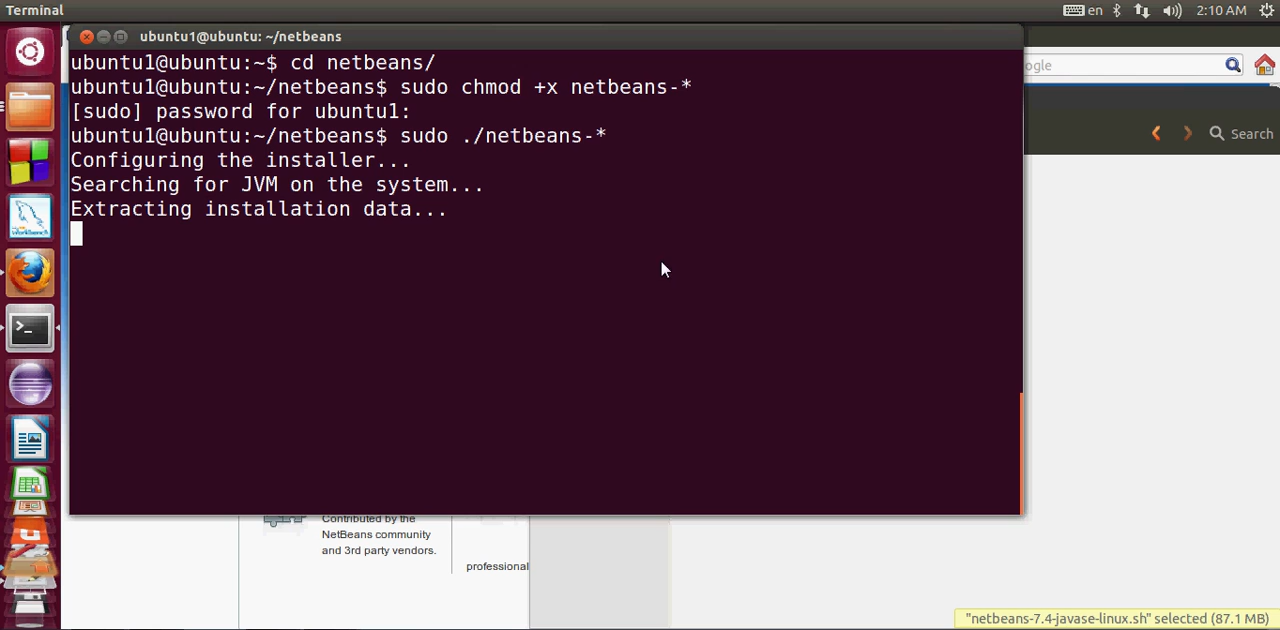 Terminal
en
2:10 AM
ubuntu1@ubuntu: ~/netbeans
ubuntu1@ubuntu:~$ cd netbeans/
ubuntu1@ubuntu:~/netbeans$ sudo chmod +x netbeans-*
[sudo] password for ubuntu1:
ubuntu1@ubuntu:~/netbeans$ sudo ./netbeans-*
Configuring the installer...
Searching for JVM on the system...
Extracting installation data...
ogle
Search
Contributed by the
NetBeans community
and 3rd party vendors.
professional
"netbeans-7.4-javase-linux.sh" selected (87.1 MB)